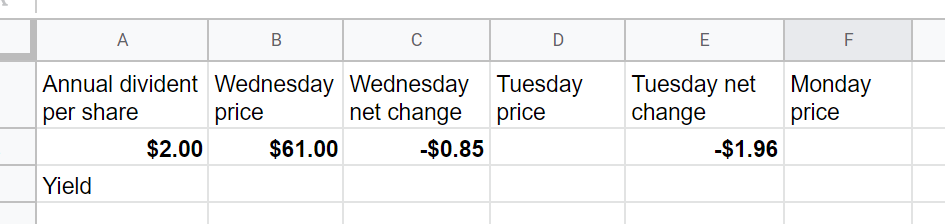 A B C D E F
Annual divident Wednesday Wednesday Tuesday Tuesday net Monday
per share price net change price change price
$2.00 $61.00 -$0.85 -$1.96
Yield